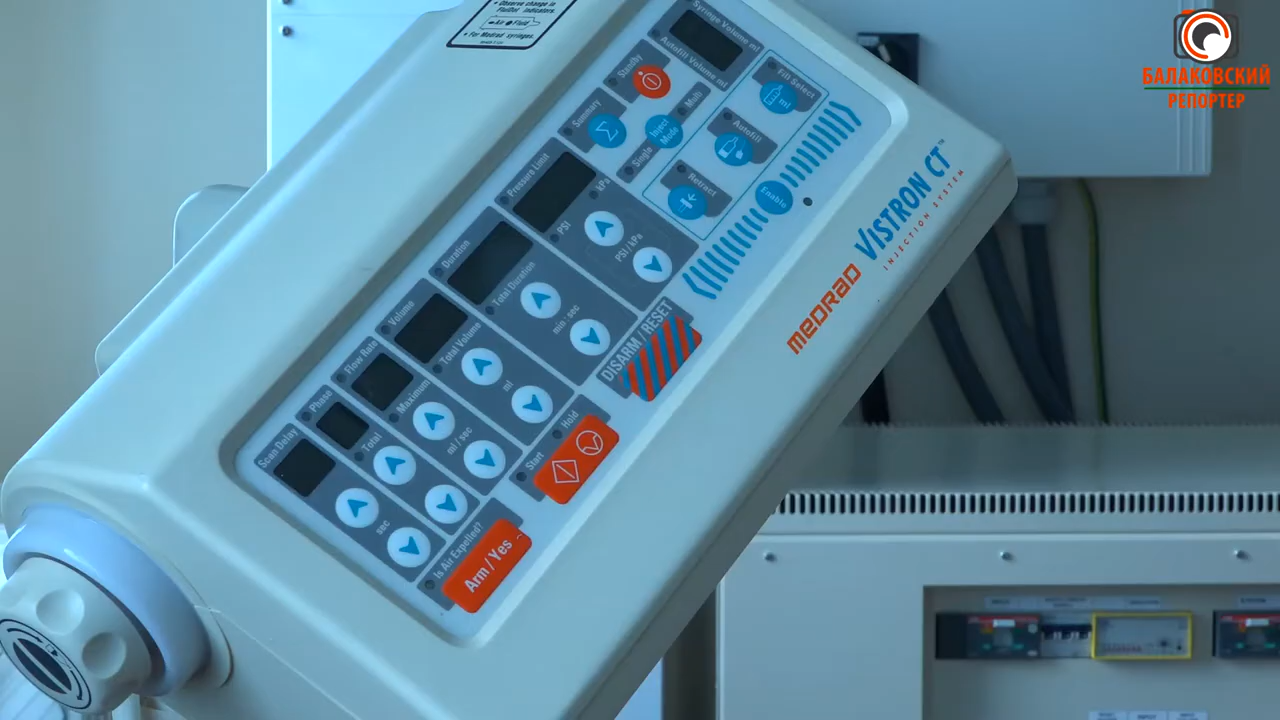 • Observe change in
FluiDot indicators.
Air Fluid
• For Medrad syringes.
БАЛАКОВСКИЙ
РЕПОРТЕР
Syringe Volume ml
Autofill Volume ml
Fill Select
ml
Standby
Multi
Autofill
Summary
Inject
Mode
Single
Retract
Enable
Pressure Limit
kPa
PSI
PSI / kPa
Duration
Total Duration
min : sec
Volume
Total Volume
ml
Flow Rate
Maximum
ml / sec
Phase
Total
Scan Delay
sec
DISARM / RESET
Hold
Start
Is Air Expelled?
Arm / Yes
MEDRAD VISTRON CT™
INJECTION SYSTEM